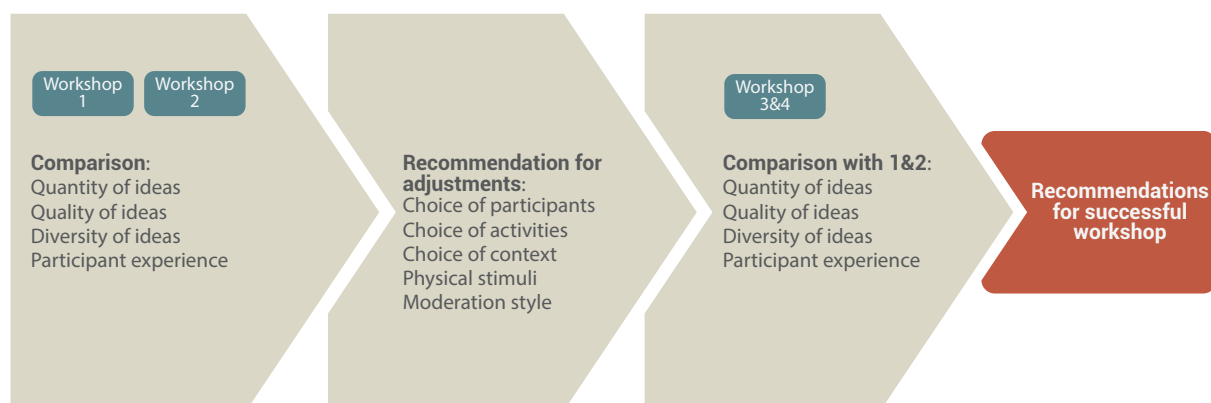 Workshop
1
Workshop
2
Comparison:
Quantity of ideas
Quality of ideas
Diversity of ideas
Participant experience
Recommendation for
adjustments:
Choice of participants
Choice of activities
Choice of context
Physical stimuli
Moderation style
Workshop
3&4
Comparison with 1&2:
Quantity of ideas
Quality of ideas
Diversity of ideas
Participant experience
Recommendations
for successful
workshop